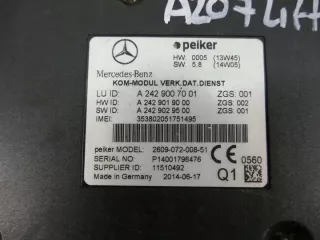 A207 LIFT
peiker
HW: 0005 (13W45)
SW: 5.8 (14W05)
Mercedes-Benz
KOM-MODUL VERK.DAT.DIENST
LU ID: A 242 900 70 01 ZGS: 001
HW ID: A 242 901 90 00 ZGS: 002
SW ID: A 242 902 95 00 ZGS: 001
IMEI: 353802051751495
peiker MODEL: 2609-072-008-51
SERIAL NO: P14001796476
SUPPLIER ID: 11510492
Made in Germany 2014-06-17
CE 0560
Q1